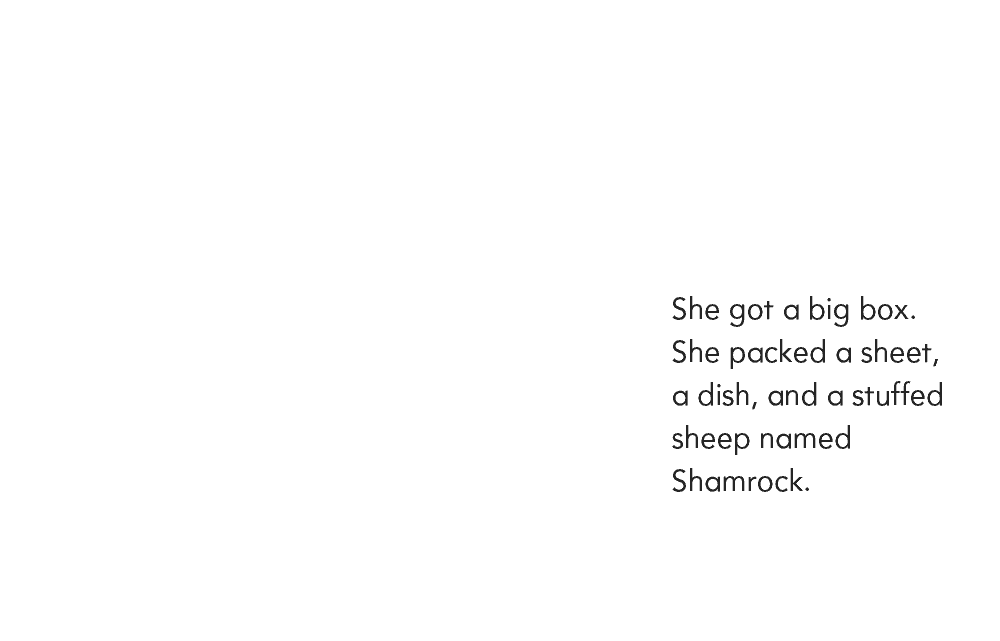 She got a big box.
She packed a sheet,
a dish, and a stuffed
sheep named
Shamrock.